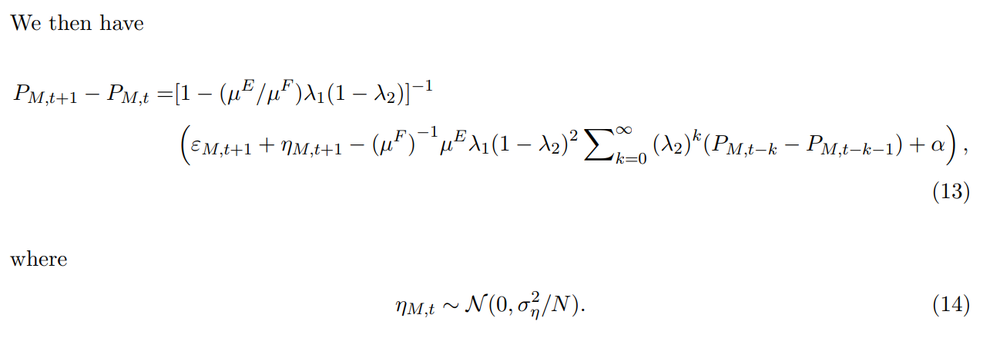 We then have
P_{M,t+1} − P_{M,t} =[1 − (μ^E/μ^F)λ_1(1 − λ_2)]^{−1}
(ε_{M,t+1} + η_{M,t+1} − (μ^F)^{−1}μ^Eλ_1(1 − λ_2)^2 ∑_{k=0}^{∞} (λ_2)^k(P_{M,t−k} − P_{M,t−k−1}) + α),
(13)
where
η_{M,t} ∼ 𝒩(0, σ_η^2/N). (14)